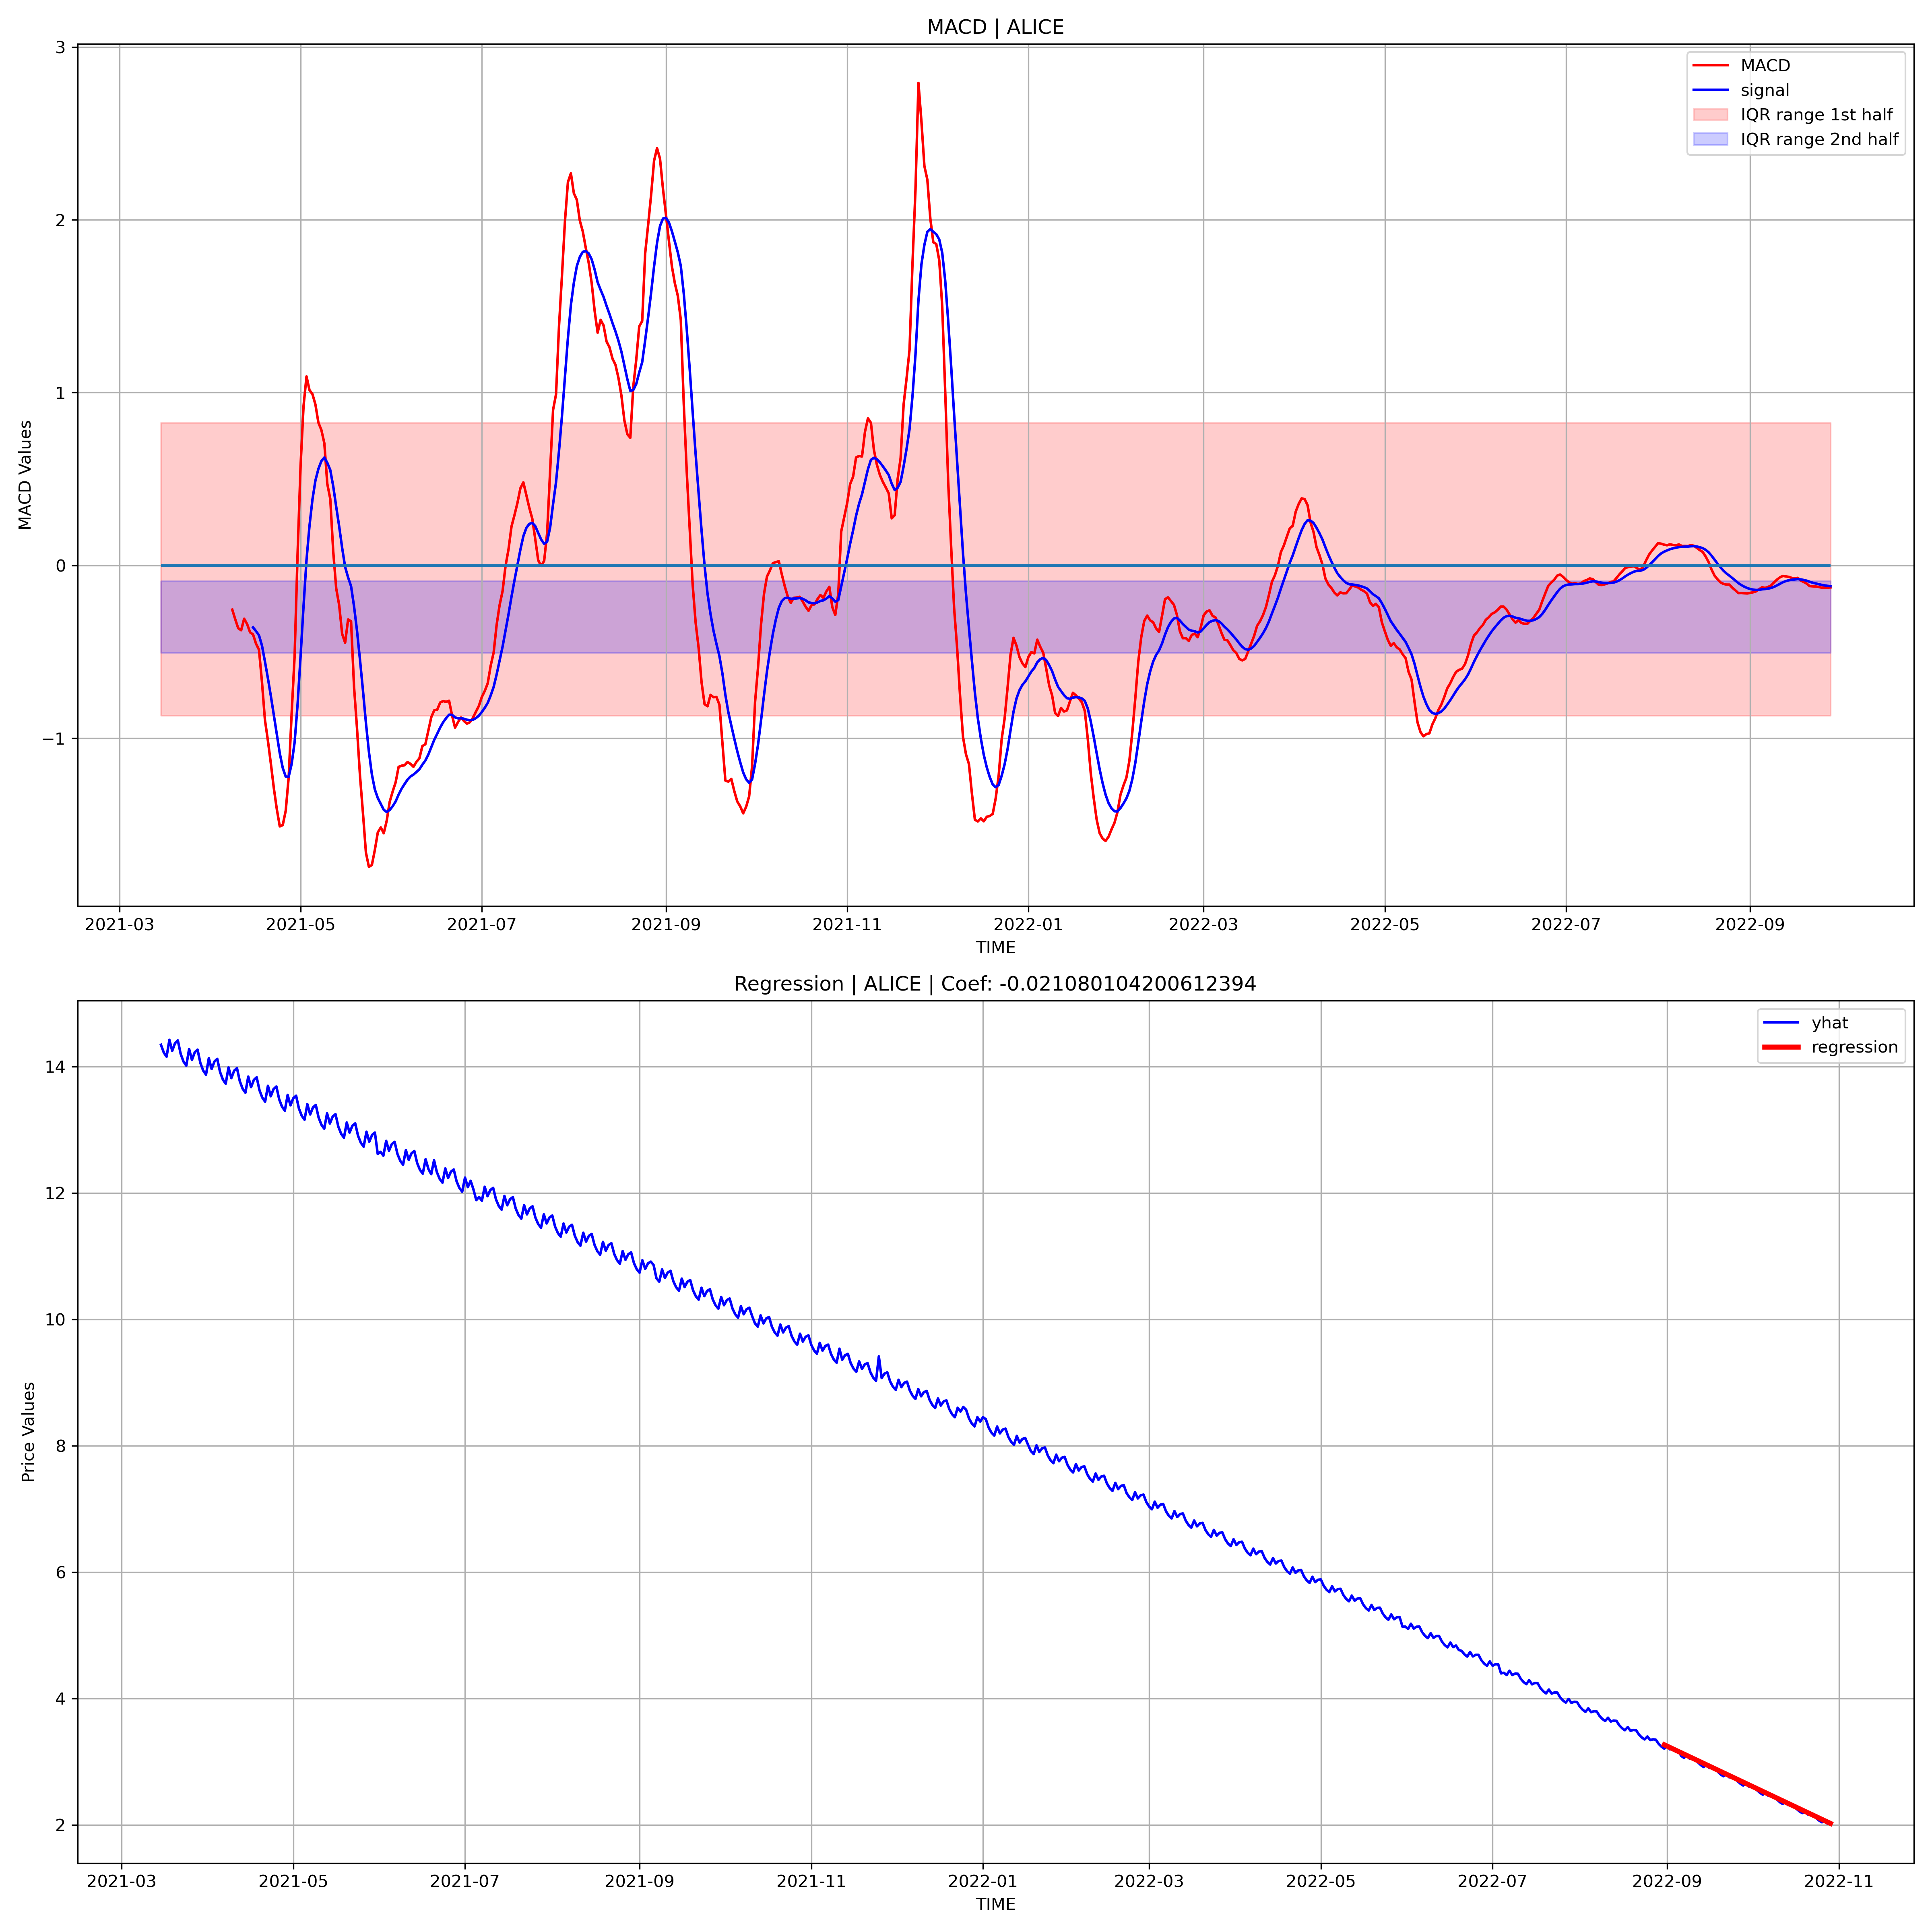 MACD | ALICE
3
2
1
0
−1
MACD Values
MACD
signal
IQR range 1st half
IQR range 2nd half
2021-03 2021-05 2021-07 2021-09 2021-11 2022-01 2022-03 2022-05 2022-07 2022-09
TIME
Regression | ALICE | Coef: -0.021080104200612394
14
12
10
8
6
4
2
Price Values
yhat
regression
2021-03 2021-05 2021-07 2021-09 2021-11 2022-01 2022-03 2022-05 2022-07 2022-09 2022-11
TIME